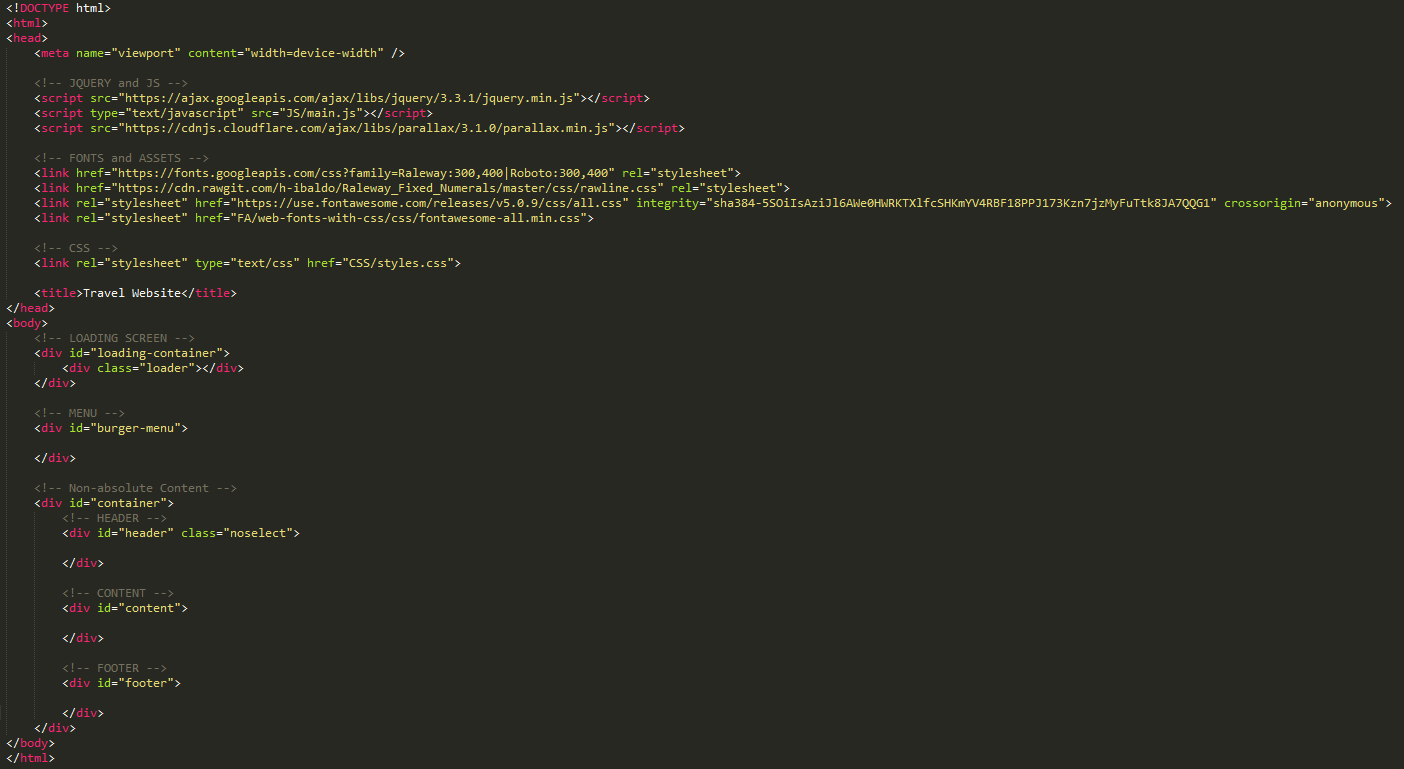 <!DOCTYPE html>
<html>
<head>
    <meta name="viewport" content="width=device-width" />

    <!-- JQUERY and JS -->
    <script src="https://ajax.googleapis.com/ajax/libs/jquery/3.3.1/jquery.min.js"></script>
    <script type="text/javascript" src="JS/main.js"></script>
    <script src="https://cdnjs.cloudflare.com/ajax/libs/parallax/3.1.0/parallax.min.js"></script>

    <!-- FONTS and ASSETS -->
    <link href="https://fonts.googleapis.com/css?family=Raleway:300,400|Roboto:300,400" rel="stylesheet">
    <link href="https://cdn.rawgit.com/h-ibaldo/Raleway_Fixed_Numerals/master/css/rawline.css" rel="stylesheet">
    <link rel="stylesheet" href="https://use.fontawesome.com/releases/v5.0.9/css/all.css" integrity="sha384-5SOiIsAziJl6AWe0HWRKTXlfcSHKmYV4RBF18PPJ173Kzn7jzMyFuTtk8JA7QQG1" crossorigin="anonymous">
    <link rel="stylesheet" href="FA/web-fonts-with-css/css/fontawesome-all.min.css">

    <!-- CSS -->
    <link rel="stylesheet" type="text/css" href="CSS/styles.css">

    <title>Travel Website</title>
</head>
<body>
    <!-- LOADING SCREEN -->
    <div id="loading-container">
        <div class="loader"></div>
    </div>

    <!-- MENU -->
    <div id="burger-menu">

    </div>

    <!-- Non-absolute Content -->
    <div id="container">
        <!-- HEADER -->
        <div id="header" class="noselect">

        </div>

        <!-- CONTENT -->
        <div id="content">

        </div>

        <!-- FOOTER -->
        <div id="footer">

        </div>
    </div>
</body>
</html>